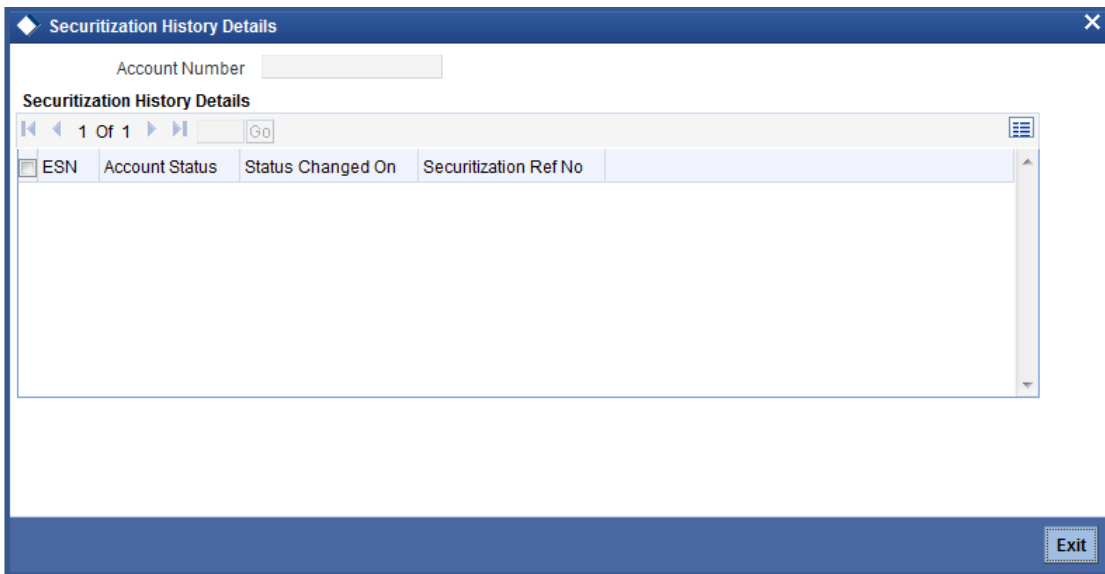 Securitization History Details
Account Number
Securitization History Details
1 Of 1 Go
ESN Account Status Status Changed On Securitization Ref No
Exit